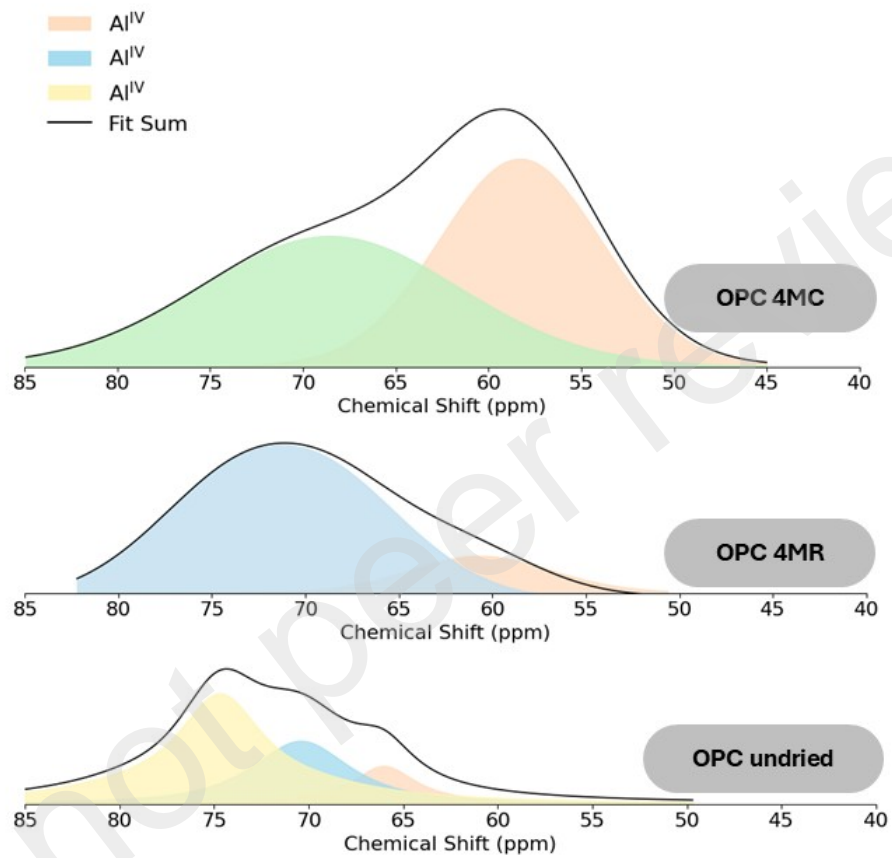 Al^IV
Al^IV
Al^IV
Fit Sum
OPC 4MC
85 80 75 70 65 60 55 50 45 40
Chemical Shift (ppm)
OPC 4MR
85 80 75 70 65 60 55 50 45 40
Chemical Shift (ppm)
OPC undried
85 80 75 70 65 60 55 50 45 40
Chemical Shift (ppm)
not peer revie